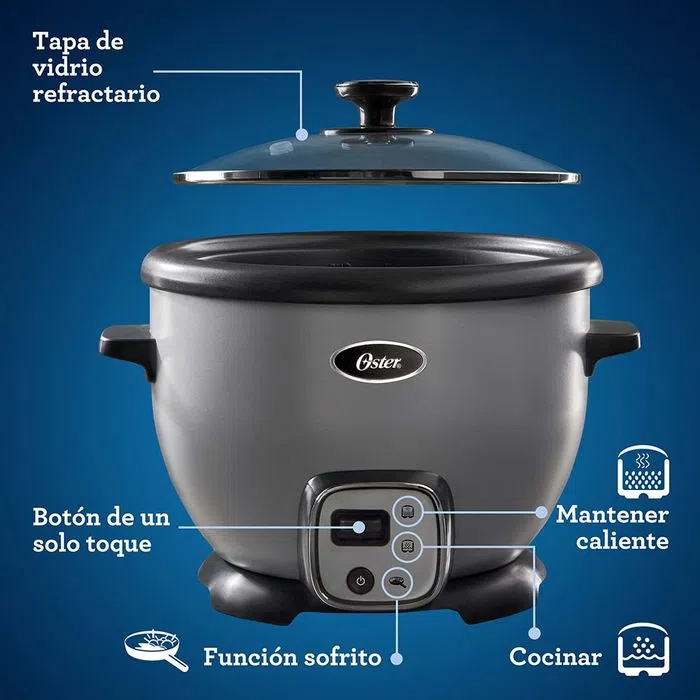 Tapa de
vidrio
refractario
Oster
Botón de un
solo toque
Mantener
caliente
Función sofrito
Cocinar